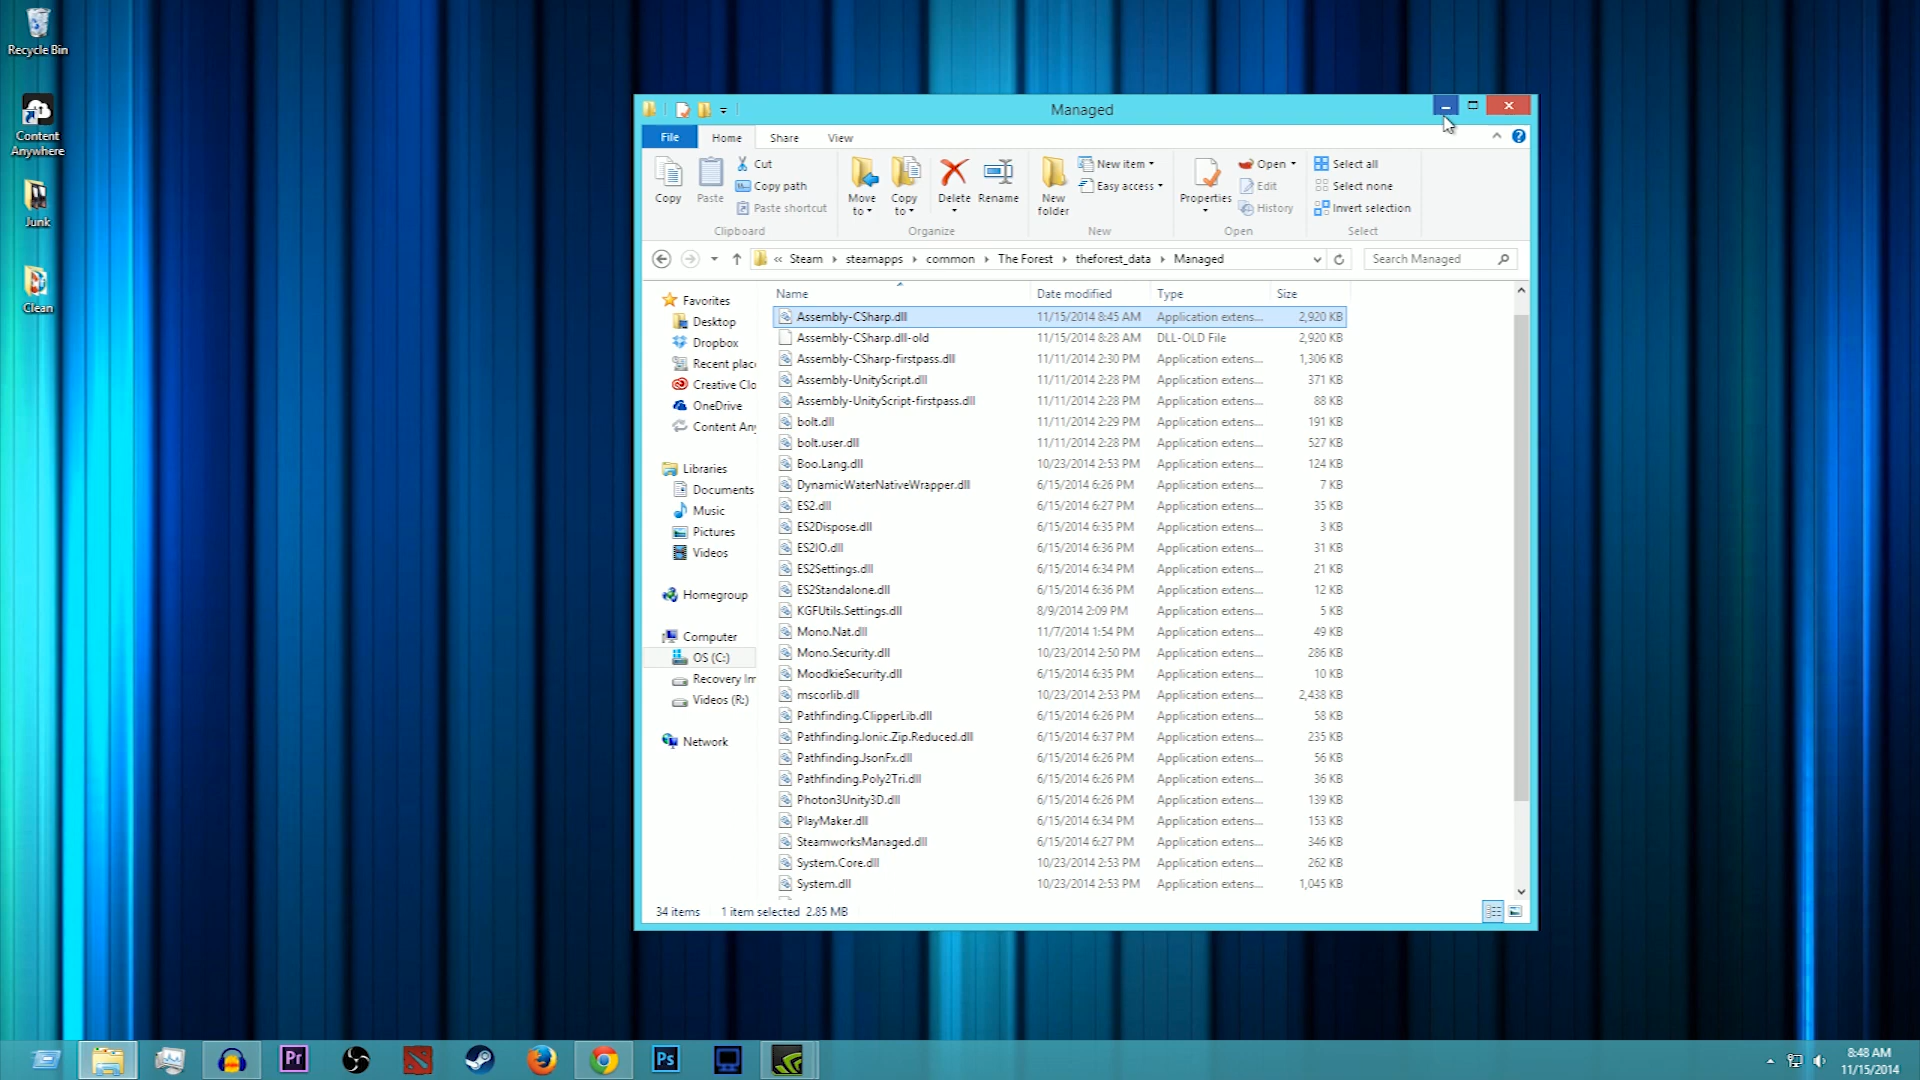 Recycle Bin
Content
Anywhere
Junk
Clean
Managed
File Home Share View
Copy
Paste
Cut
Copy path
Paste shortcut
Clipboard
Move
to
Copy
to
Delete
Rename
Organize
New
folder
New item
Easy access
New
Properties
Open
Edit
History
Open
Select all
Select none
Invert selection
Select
« Steam steamapps common The Forest theforest_data Managed
Search Managed
Favorites
Desktop
Dropbox
Recent plac
Creative Clo
OneDrive
Content Any
Libraries
Documents
Music
Pictures
Videos
Homegroup
Computer
OS (C:)
Recovery Im
Videos (R:)
Network
Name Date modified Type Size
Assembly-CSharp.dll 11/15/2014 8:45 AM Application extens... 2,920 KB
Assembly-CSharp.dll-old 11/15/2014 8:28 AM DLL-OLD File 2,920 KB
Assembly-CSharp-firstpass.dll 11/11/2014 2:30 PM Application extens... 1,306 KB
Assembly-UnityScript.dll 11/11/2014 2:28 PM Application extens... 371 KB
Assembly-UnityScript-firstpass.dll 11/11/2014 2:28 PM Application extens... 88 KB
bolt.dll 11/11/2014 2:29 PM Application extens... 191 KB
bolt.user.dll 11/11/2014 2:28 PM Application extens... 527 KB
Boo.Lang.dll 10/23/2014 2:53 PM Application extens... 124 KB
DynamicWaterNativeWrapper.dll 6/15/2014 6:26 PM Application extens... 7 KB
ES2.dll 6/15/2014 6:27 PM Application extens... 35 KB
ES2Dispose.dll 6/15/2014 6:35 PM Application extens... 3 KB
ES2IO.dll 6/15/2014 6:36 PM Application extens... 31 KB
ES2Settings.dll 6/15/2014 6:34 PM Application extens... 21 KB
ES2Standalone.dll 6/15/2014 6:36 PM Application extens... 12 KB
KGFUtils.Settings.dll 8/9/2014 2:09 PM Application extens... 5 KB
Mono.Nat.dll 11/7/2014 1:54 PM Application extens... 49 KB
Mono.Security.dll 10/23/2014 2:50 PM Application extens... 286 KB
MoodkieSecurity.dll 6/15/2014 6:35 PM Application extens... 10 KB
mscorlib.dll 10/23/2014 2:53 PM Application extens... 2,438 KB
Pathfinding.ClipperLib.dll 6/15/2014 6:26 PM Application extens... 58 KB
Pathfinding.Ionic.Zip.Reduced.dll 6/15/2014 6:37 PM Application extens... 235 KB
Pathfinding.JsonFx.dll 6/15/2014 6:26 PM Application extens... 56 KB
Pathfinding.Poly2Tri.dll 6/15/2014 6:26 PM Application extens... 36 KB
Photon3Unity3D.dll 6/15/2014 6:26 PM Application extens... 139 KB
PlayMaker.dll 6/15/2014 6:34 PM Application extens... 153 KB
SteamworksManaged.dll 6/15/2014 6:27 PM Application extens... 346 KB
System.Core.dll 10/23/2014 2:53 PM Application extens... 262 KB
System.dll 10/23/2014 2:53 PM Application extens... 1,045 KB
34 items 1 item selected 2.85 MB
Pr
Ps
8:48 AM
11/15/2014